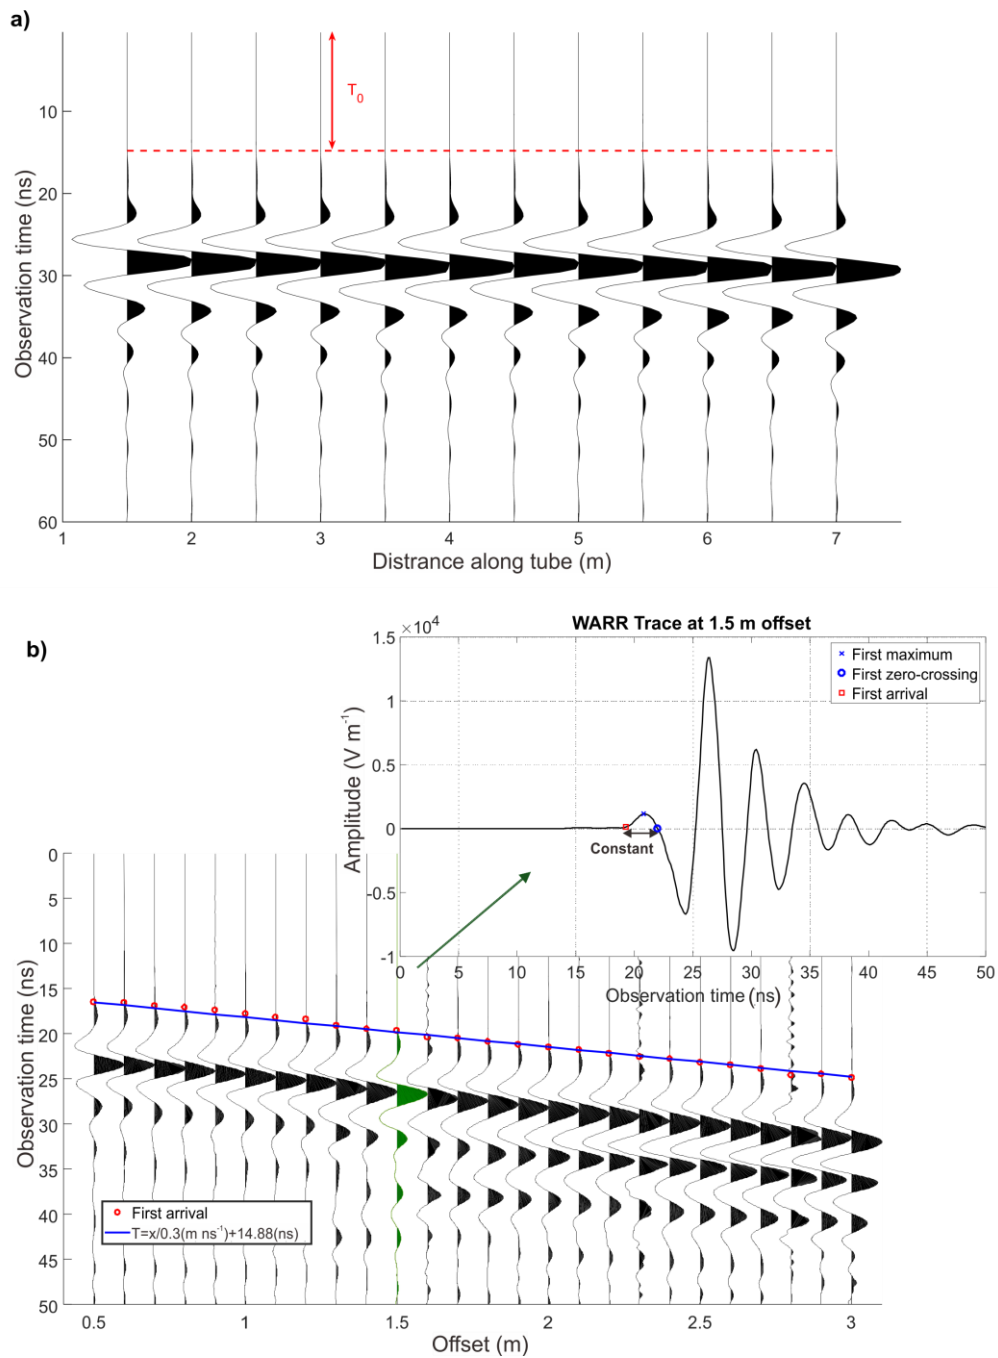 a)
T0
10
20
30
40
50
60
Observation time (ns)
1 2 3 4 5 6 7
Distrance along tube (m)
b)
WARR Trace at 1.5 m offset
×10⁴
1.5
1
0.5
0
-0.5
-1
Amplitude (V m⁻¹)
First maximum
First zero-crossing
First arrival
Constant
0 5 10 15 20 25 30 35 40 45 50
Observation time (ns)
0
5
10
15
20
25
30
35
40
45
50
Observation time (ns)
First arrival
T=x/0.3(m ns⁻¹)+14.88(ns)
0.5 1 1.5 2 2.5 3
Offset (m)